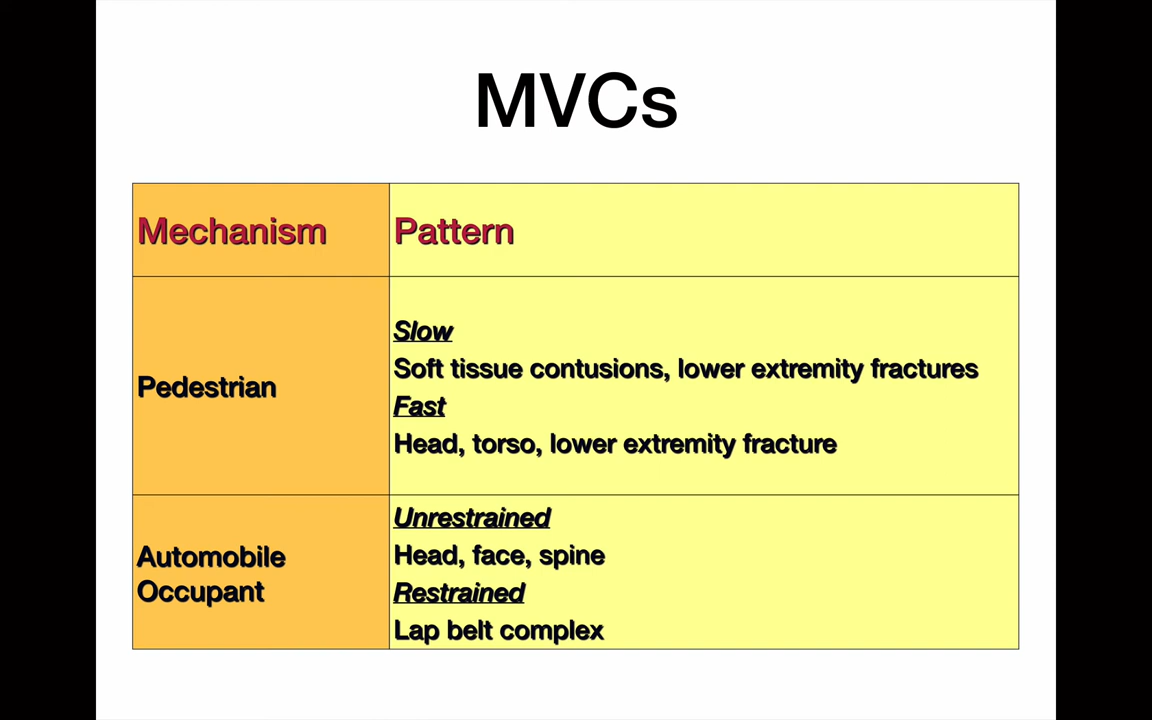 MVCs
Mechanism
Pattern
Pedestrian
Slow
Soft tissue contusions, lower extremity fractures
Fast
Head, torso, lower extremity fracture
Automobile
Occupant
Unrestrained
Head, face, spine
Restrained
Lap belt complex